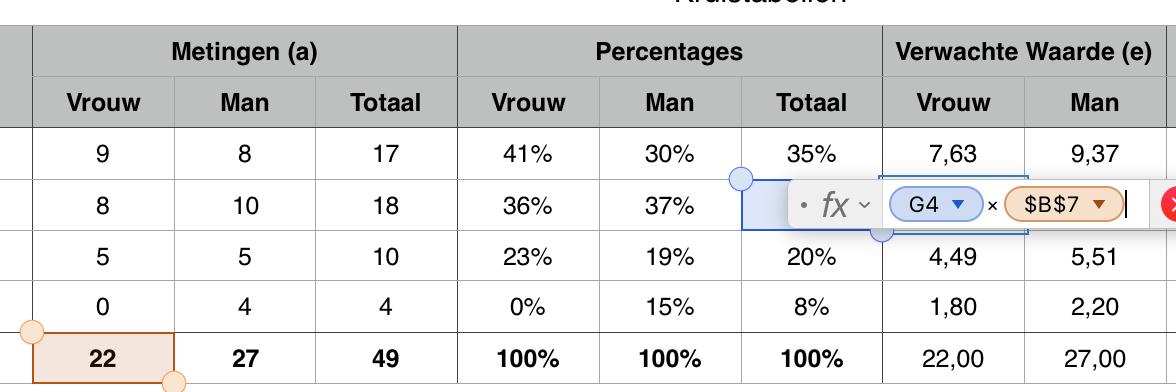 Metingen (a) Percentages Verwachte Waarde (e)
Vrouw Man Totaal Vrouw Man Totaal Vrouw Man
9 8 17 41% 30% 35% 7,63 9,37
8 10 18 36% 37% fx G4 × $B$7
5 5 10 23% 19% 20% 4,49 5,51
0 4 4 0% 15% 8% 1,80 2,20
22 27 49 100% 100% 100% 22,00 27,00